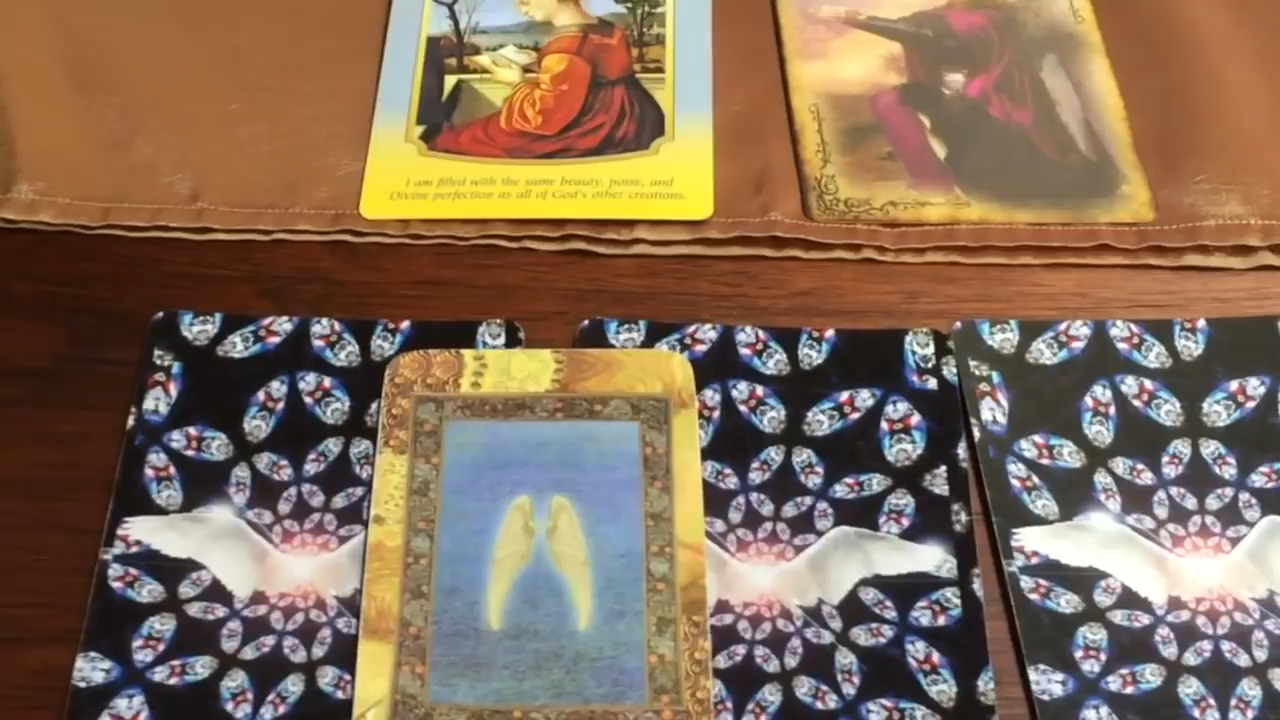 I am filled with the same beauty, poise, and
Divine perfection as all of God's other creations.